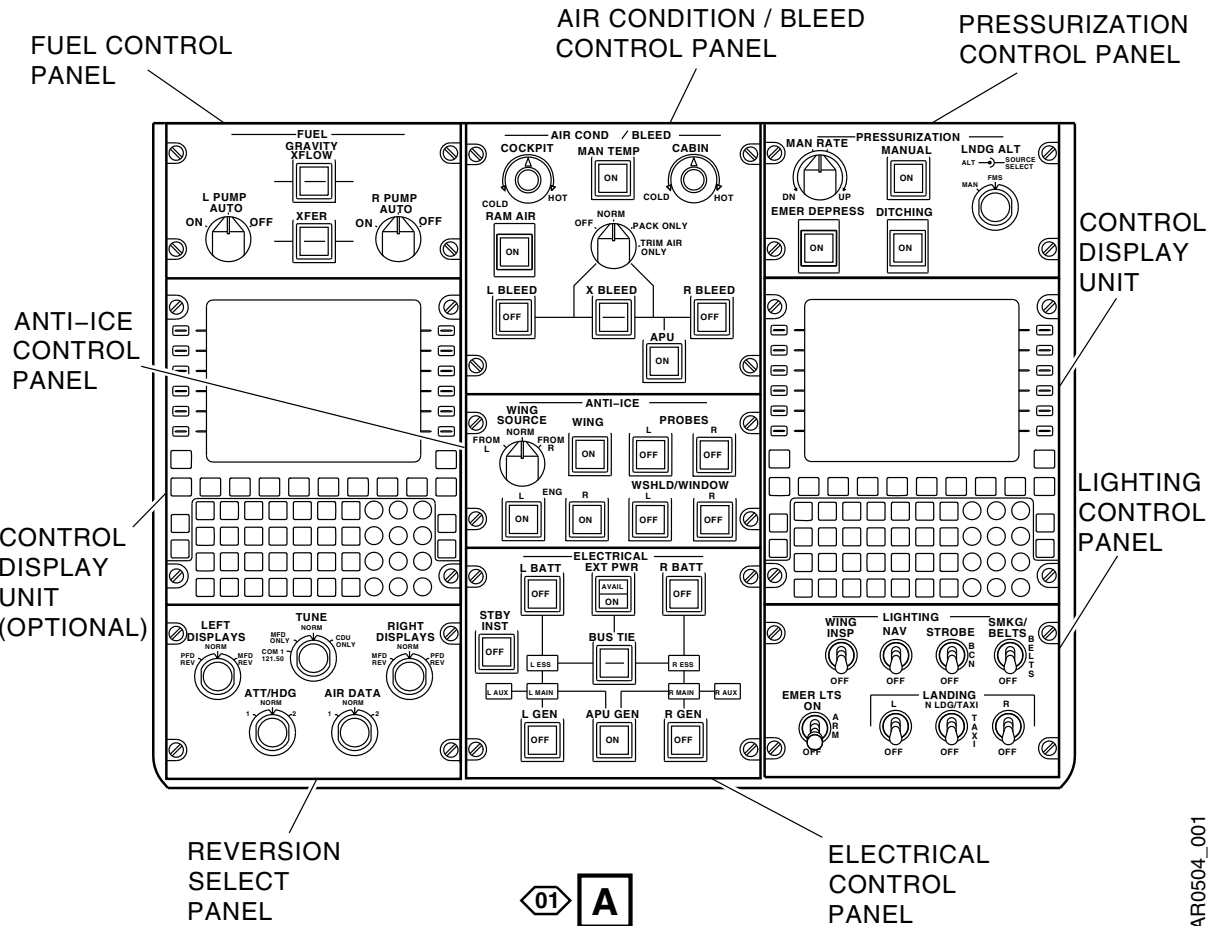 FUEL CONTROL
PANEL
AIR CONDITION / BLEED
CONTROL PANEL
PRESSURIZATION
CONTROL PANEL
FUEL
GRAVITY
XFLOW
L PUMP
AUTO
ON
OFF
XFER
R PUMP
AUTO
ON
OFF
AIR COND / BLEED
COCKPIT
COLD
HOT
MAN TEMP
ON
CABIN
COLD
HOT
RAM AIR
ON
OFF
NORM
PACK ONLY
TRIM AIR
ONLY
L BLEED
OFF
X BLEED
R BLEED
OFF
APU
ON
PRESSURIZATION
MAN RATE
DN
UP
MANUAL
ON
LNDG ALT
ALT
SOURCE
SELECT
MAN
FMS
EMER DEPRESS
ON
DITCHING
ON
CONTROL
DISPLAY
UNIT
ANTI–ICE
CONTROL
PANEL
ANTI–ICE
WING
SOURCE
NORM
FROM
L
FROM
R
WING
ON
PROBES
L
OFF
R
OFF
ENG
L
ON
R
ON
WSHLD/WINDOW
L
OFF
R
OFF
LIGHTING
CONTROL
PANEL
CONTROL
DISPLAY
UNIT
(OPTIONAL)
ELECTRICAL
L BATT
OFF
EXT PWR
AVAIL
ON
R BATT
OFF
STBY
INST
OFF
BUS TIE
L ESS
R ESS
L AUX
L MAIN
R MAIN
R AUX
L GEN
OFF
APU GEN
ON
R GEN
OFF
LEFT
DISPLAYS
NORM
PFD
REV
MFD
REV
TUNE
NORM
MFD
ONLY
CDU
ONLY
COM 1
121.50
RIGHT
DISPLAYS
NORM
MFD
REV
PFD
REV
ATT/HDG
NORM
1
2
AIR DATA
NORM
1
2
LIGHTING
WING
INSP
OFF
NAV
OFF
STROBE
BCN
OFF
SMKG/
BELTS
BELTS
OFF
EMER LTS
ON
ARM
OFF
LANDING
L
OFF
N LDG/TAXI
TAXI
OFF
R
OFF
REVERSION
SELECT
PANEL
01
A
ELECTRICAL
CONTROL
PANEL
AR0504_001